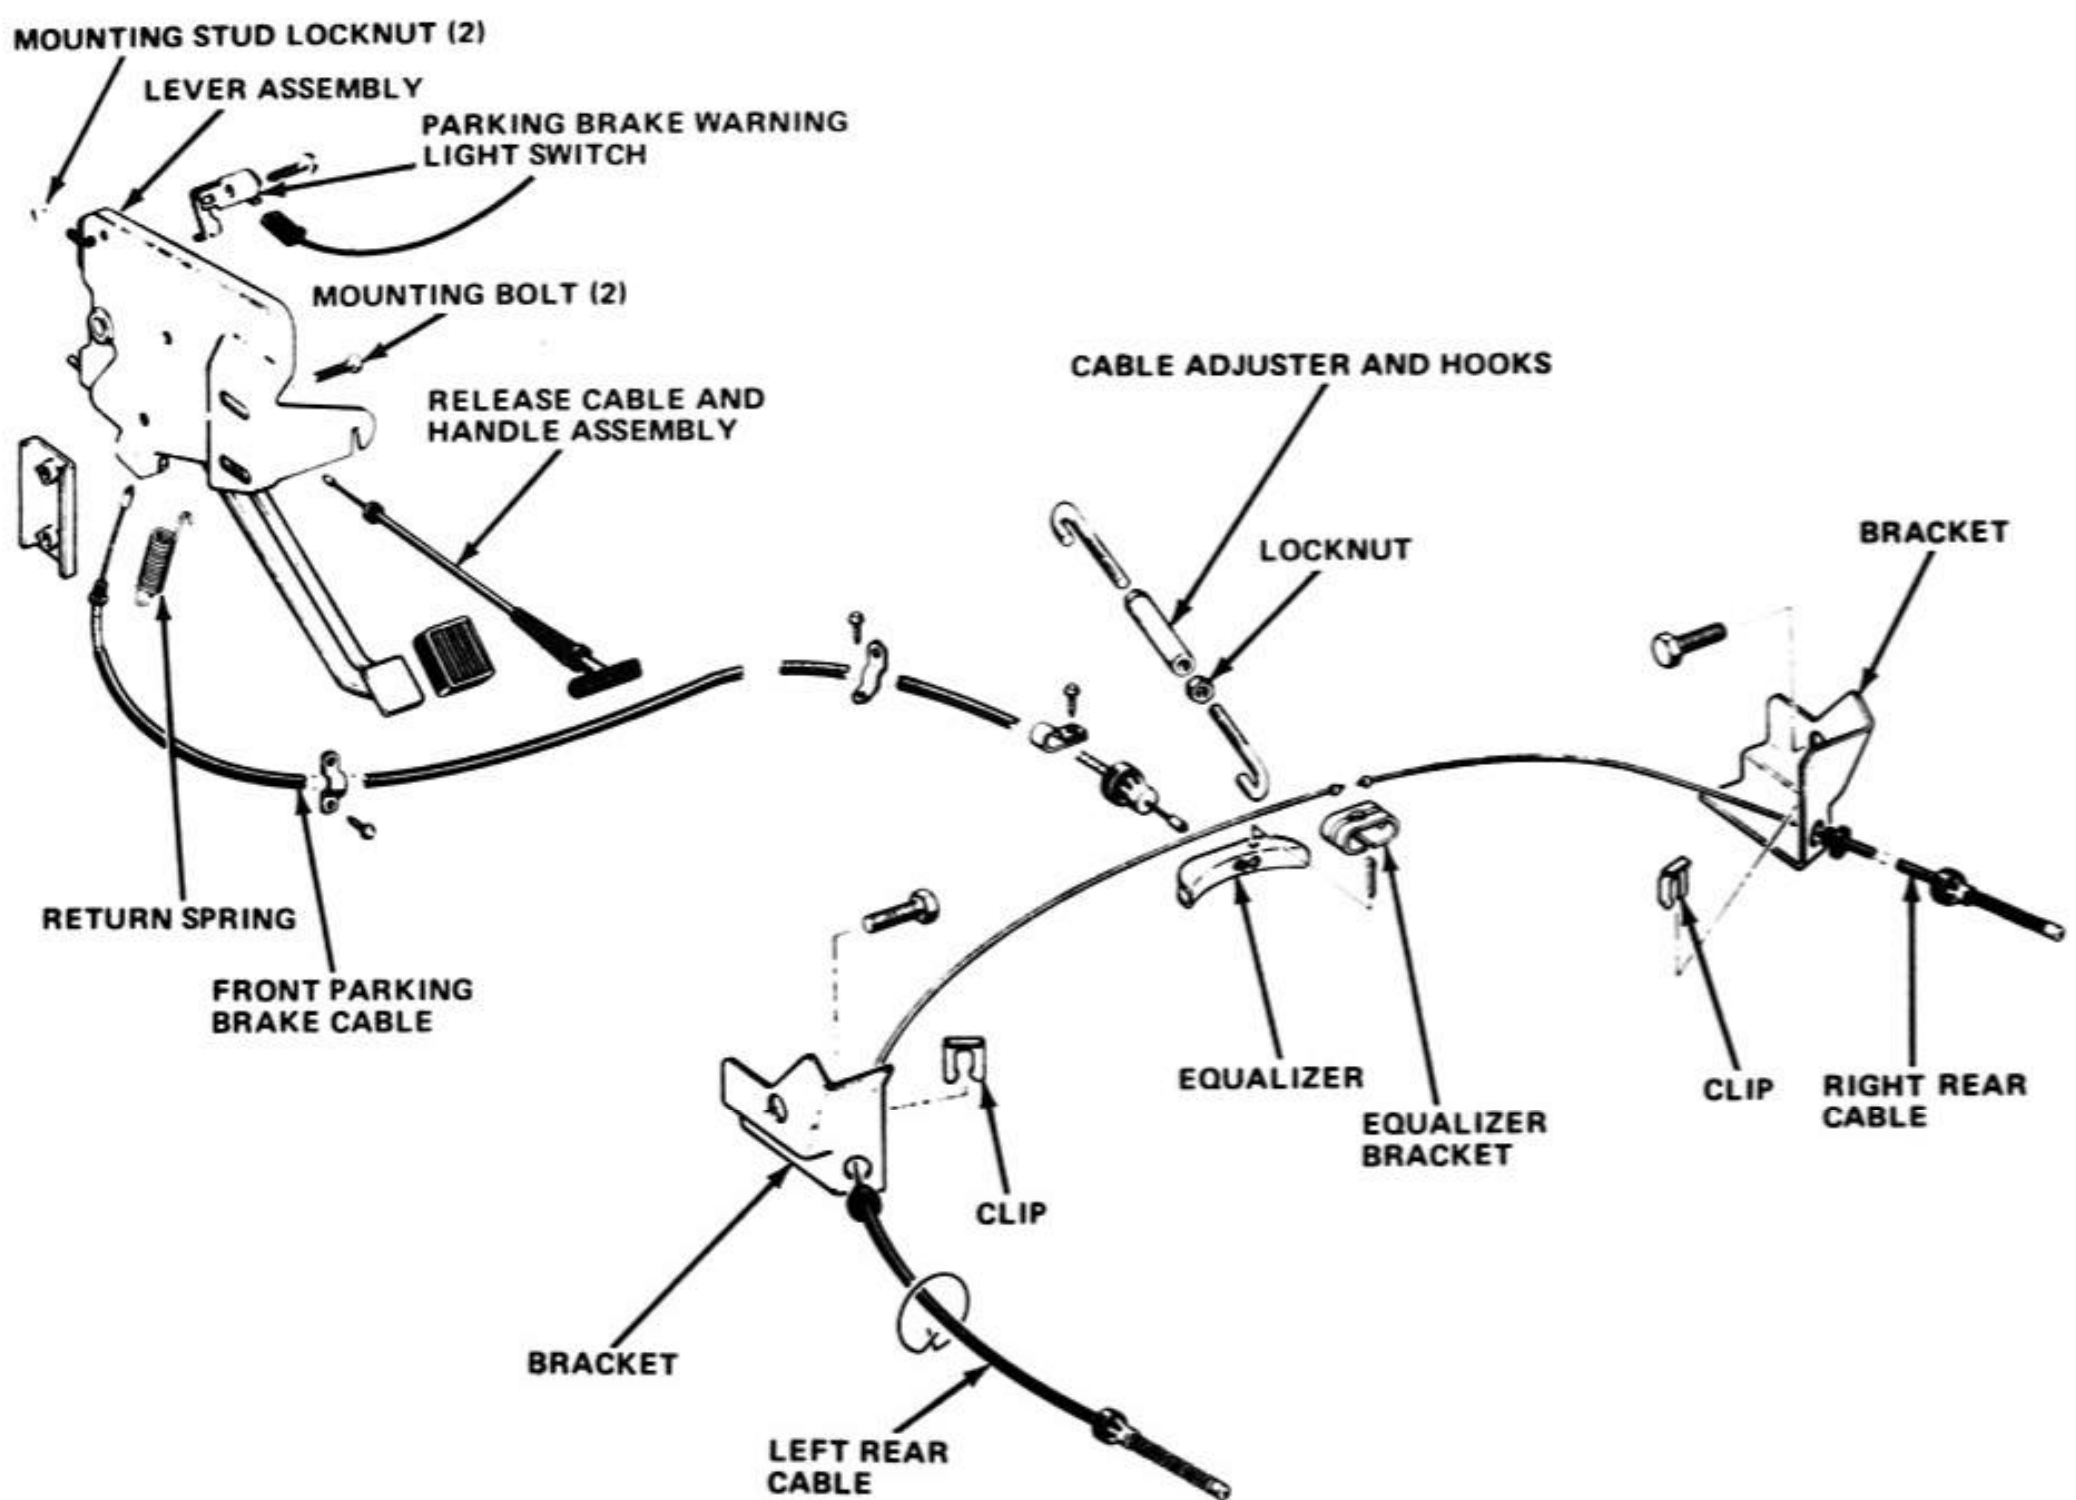 MOUNTING STUD LOCKNUT (2)
LEVER ASSEMBLY
PARKING BRAKE WARNING
LIGHT SWITCH
MOUNTING BOLT (2)
RELEASE CABLE AND
HANDLE ASSEMBLY
CABLE ADJUSTER AND HOOKS
LOCKNUT
BRACKET
RETURN SPRING
FRONT PARKING
BRAKE CABLE
EQUALIZER
EQUALIZER
BRACKET
CLIP
RIGHT REAR
CABLE
CLIP
BRACKET
LEFT REAR
CABLE